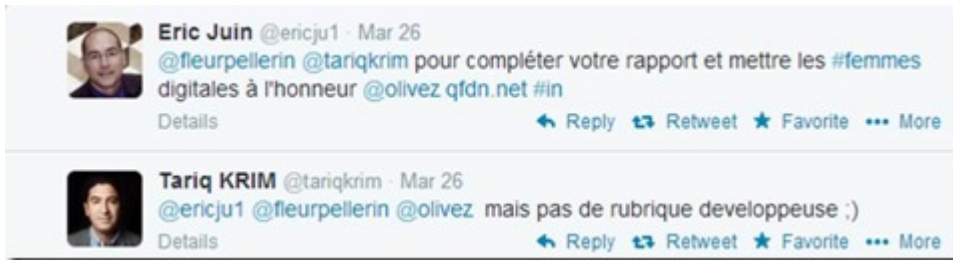 Eric Juin @ericju1 · Mar 26
@fleurpellerin @tariqkrim pour compléter votre rapport et mettre les #femmes
digitales à l'honneur @olivez qfdn.net #in
Details Reply Retweet Favorite More
Tariq KRIM @tariqkrim · Mar 26
@ericju1 @fleurpellerin @olivez mais pas de rubrique developpeuse ;)
Details Reply Retweet Favorite More